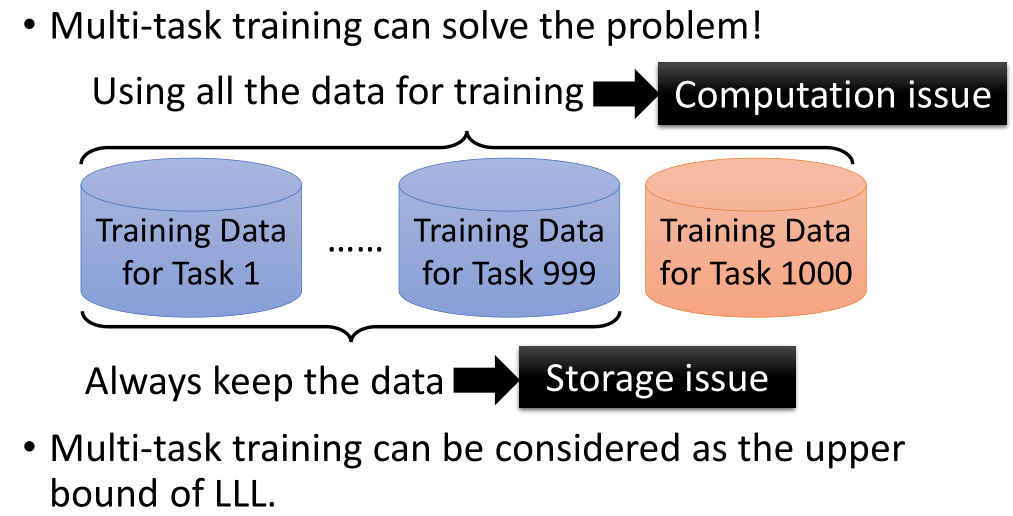 • Multi-task training can solve the problem!
Using all the data for training
Computation issue
Training Data
for Task 1
……
Training Data
for Task 999
Training Data
for Task 1000
Always keep the data
Storage issue
• Multi-task training can be considered as the upper
bound of LLL.